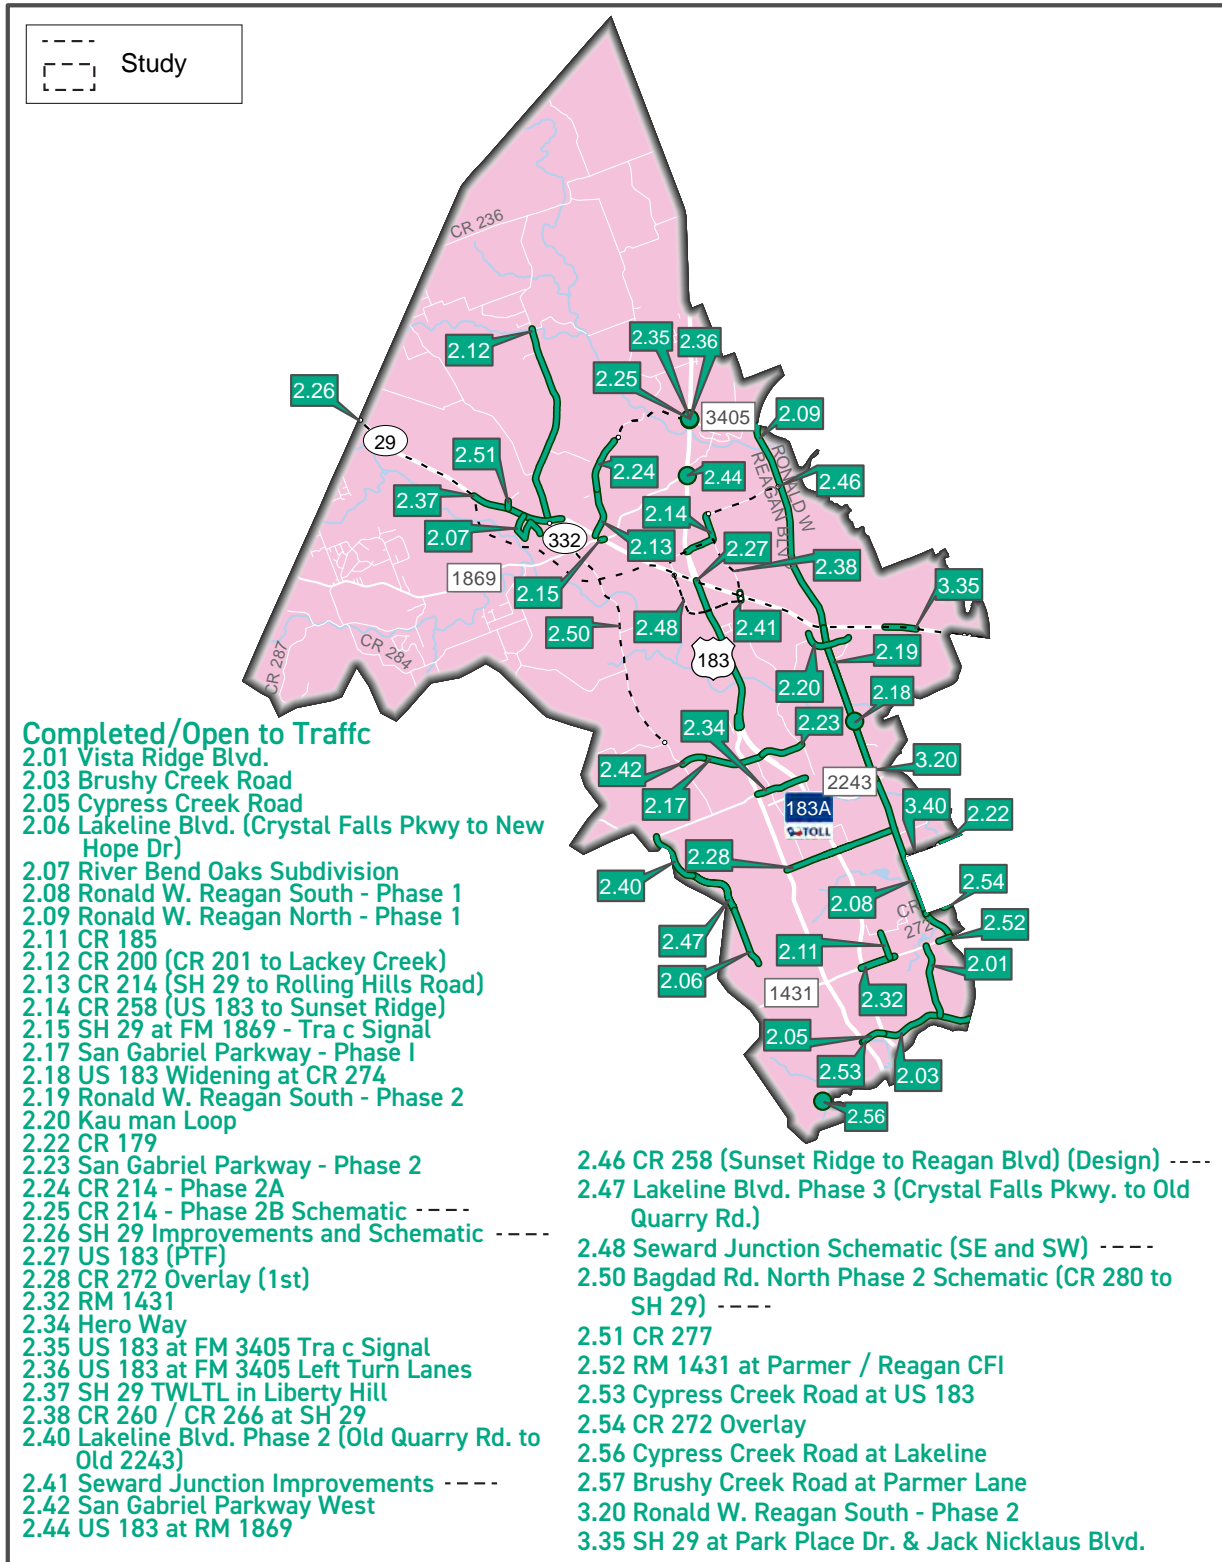 Study
CR 236
2.12
2.35
2.36
2.25
3405
2.09
2.26
29
2.51
2.24
2.44
2.46
RONALD W
REAGAN BLVD
2.37
2.14
2.07
332
2.13
2.27
2.38
1869
2.15
3.35
2.50
2.48
2.41
CR 284
CR 287
183
2.19
2.20
2.18
2.34
2.23
2.42
3.20
2243
2.17
183A
TOLL
3.40
2.22
2.28
2.40
2.08
2.54
CR
272
2.52
2.47
2.11
2.01
2.06
1431
2.32
2.05
2.53
2.03
2.56
Completed/Open to Traffc
2.01 Vista Ridge Blvd.
2.03 Brushy Creek Road
2.05 Cypress Creek Road
2.06 Lakeline Blvd. (Crystal Falls Pkwy to New
Hope Dr)
2.07 River Bend Oaks Subdivision
2.08 Ronald W. Reagan South - Phase 1
2.09 Ronald W. Reagan North - Phase 1
2.11 CR 185
2.12 CR 200 (CR 201 to Lackey Creek)
2.13 CR 214 (SH 29 to Rolling Hills Road)
2.14 CR 258 (US 183 to Sunset Ridge)
2.15 SH 29 at FM 1869 - Tra c Signal
2.17 San Gabriel Parkway - Phase I
2.18 US 183 Widening at CR 274
2.19 Ronald W. Reagan South - Phase 2
2.20 Kau man Loop
2.22 CR 179
2.23 San Gabriel Parkway - Phase 2
2.24 CR 214 - Phase 2A
2.25 CR 214 - Phase 2B Schematic ----
2.26 SH 29 Improvements and Schematic ----
2.27 US 183 (PTF)
2.28 CR 272 Overlay (1st)
2.32 RM 1431
2.34 Hero Way
2.35 US 183 at FM 3405 Tra c Signal
2.36 US 183 at FM 3405 Left Turn Lanes
2.37 SH 29 TWLTL in Liberty Hill
2.38 CR 260 / CR 266 at SH 29
2.40 Lakeline Blvd. Phase 2 (Old Quarry Rd. to
Old 2243)
2.41 Seward Junction Improvements ----
2.42 San Gabriel Parkway West
2.44 US 183 at RM 1869
2.46 CR 258 (Sunset Ridge to Reagan Blvd) (Design) ----
2.47 Lakeline Blvd. Phase 3 (Crystal Falls Pkwy. to Old
Quarry Rd.)
2.48 Seward Junction Schematic (SE and SW) ----
2.50 Bagdad Rd. North Phase 2 Schematic (CR 280 to
SH 29) ----
2.51 CR 277
2.52 RM 1431 at Parmer / Reagan CFI
2.53 Cypress Creek Road at US 183
2.54 CR 272 Overlay
2.56 Cypress Creek Road at Lakeline
2.57 Brushy Creek Road at Parmer Lane
3.20 Ronald W. Reagan South - Phase 2
3.35 SH 29 at Park Place Dr. & Jack Nicklaus Blvd.